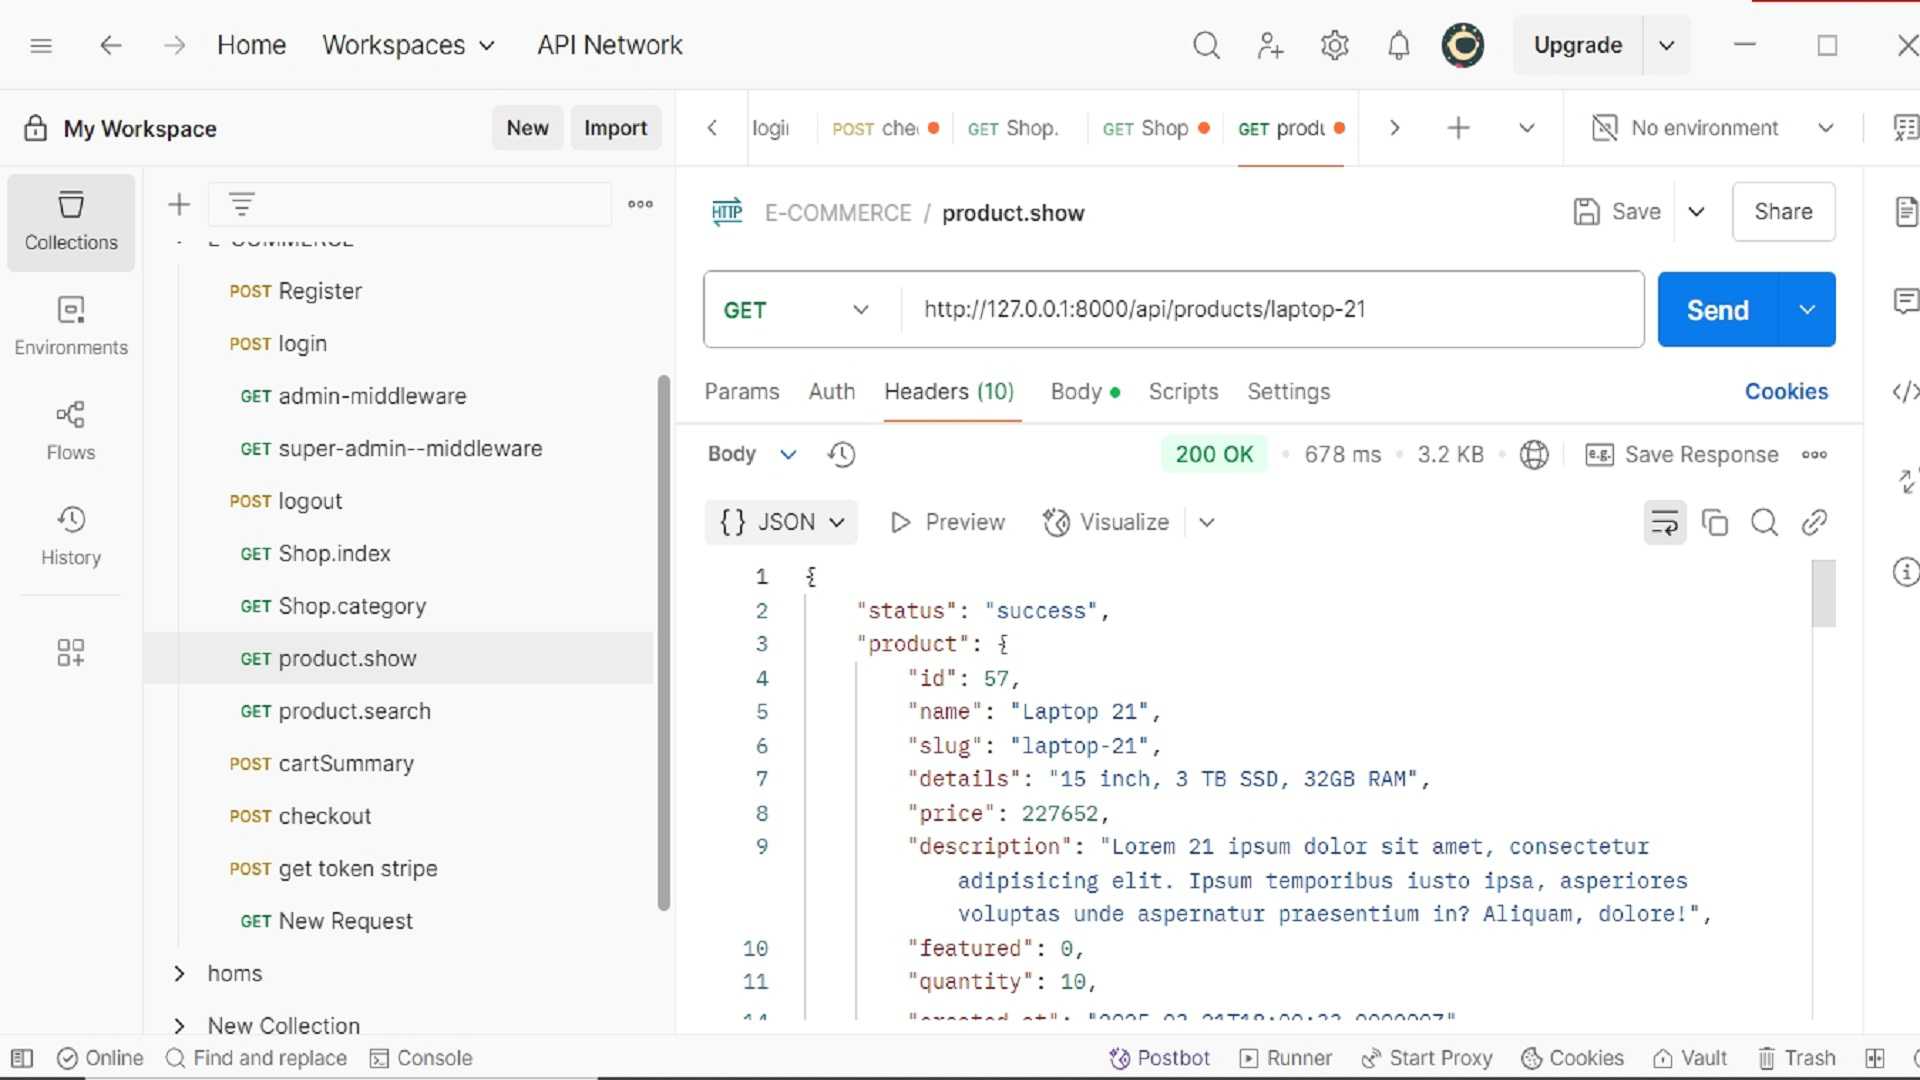 Home
Workspaces
API Network
Upgrade
My Workspace
New
Import
logi
POST che
GET Shop.
GET Shop
GET produ
No environment
Collections
Environments
Flows
History
E-COMMERCE
POST Register
POST login
GET admin-middleware
GET super-admin--middleware
POST logout
GET Shop.index
GET Shop.category
GET product.show
GET product.search
POST cartSummary
POST checkout
POST get token stripe
GET New Request
homs
New Collection
HTTP E-COMMERCE / product.show
Save
Share
GET
http://127.0.0.1:8000/api/products/laptop-21
Send
Params
Auth
Headers (10)
Body
Scripts
Settings
Cookies
Body
200 OK
678 ms
3.2 KB
e.g. Save Response
{} JSON
Preview
Visualize
1 {
2 "status": "success",
3 "product": {
4 "id": 57,
5 "name": "Laptop 21",
6 "slug": "laptop-21",
7 "details": "15 inch, 3 TB SSD, 32GB RAM",
8 "price": 227652,
9 "description": "Lorem 21 ipsum dolor sit amet, consectetur
adipisicing elit. Ipsum temporibus iusto ipsa, asperiores
voluptas unde aspernatur praesentium in? Aliquam, dolore!",
10 "featured": 0,
11 "quantity": 10,
Online
Find and replace
Console
Postbot
Runner
Start Proxy
Cookies
Vault
Trash